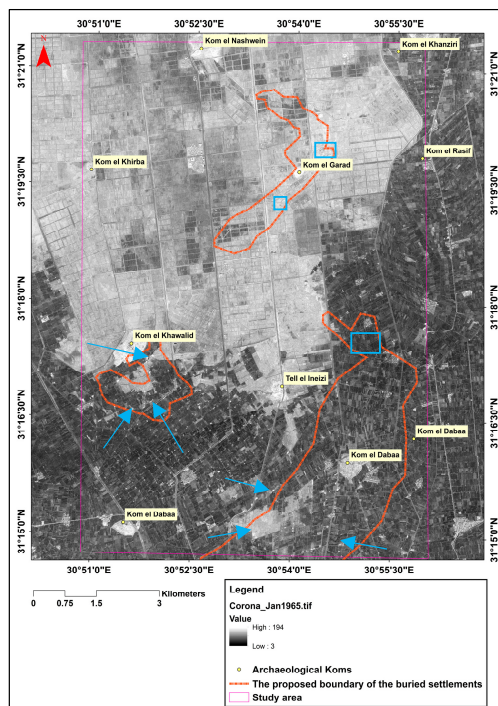 30°51'0"E 30°52'30"E 30°54'0"E 30°55'30"E
N
Kom el Nashwein
Kom el Khanziri
31°21'0"N
31°21'0"N
Kom el Khirba
Kom el Rasif
Kom el Garad
31°19'30"N
31°19'30"N
31°18'0"N
31°18'0"N
Kom el Khawalid
Tell el Ineizi
31°16'30"N
31°16'30"N
Kom el Dabaa
Kom el Dabaa
Kom el Dabaa
31°15'0"N
31°15'0"N
30°51'0"E 30°52'30"E 30°54'0"E 30°55'30"E
Kilometers
0 0.75 1.5 3
Legend
Corona_Jan1965.tif
Value
High : 194
Low : 3
Archaeological Koms
The proposed boundary of the buried settlements
Study area